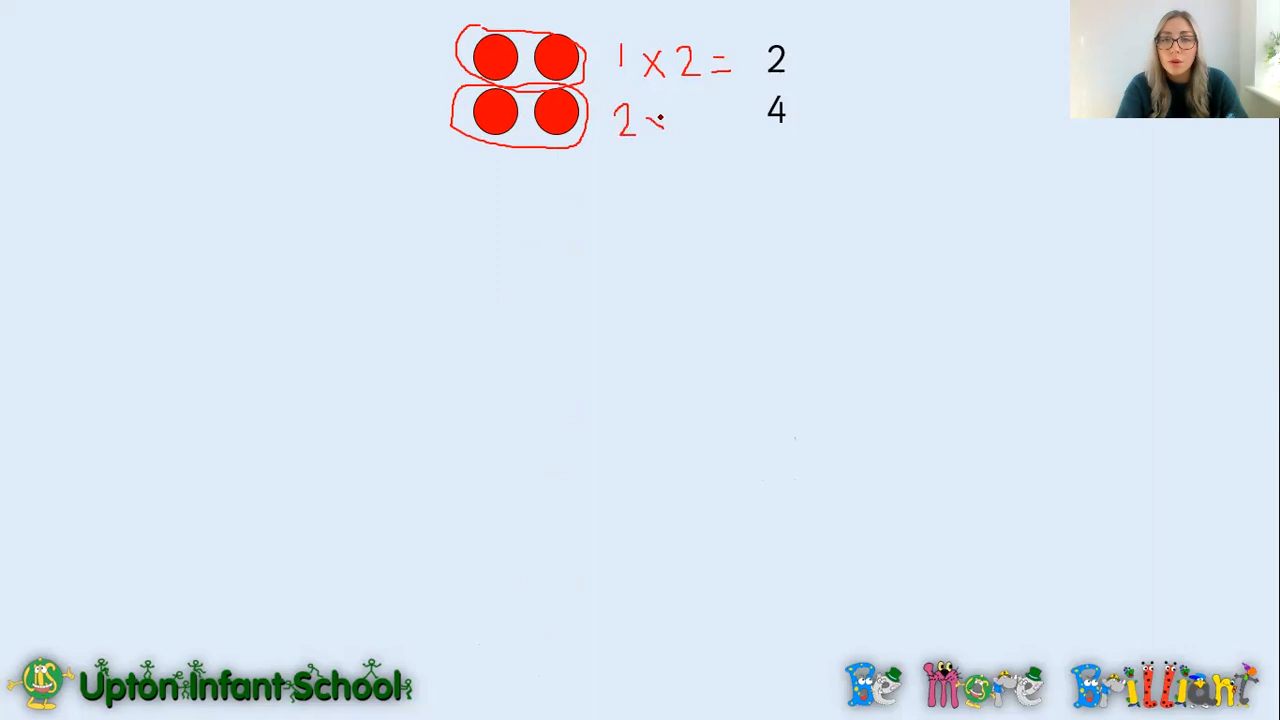 1 × 2 = 2
2 × 4
Upton Infant School
Be More Brilliant